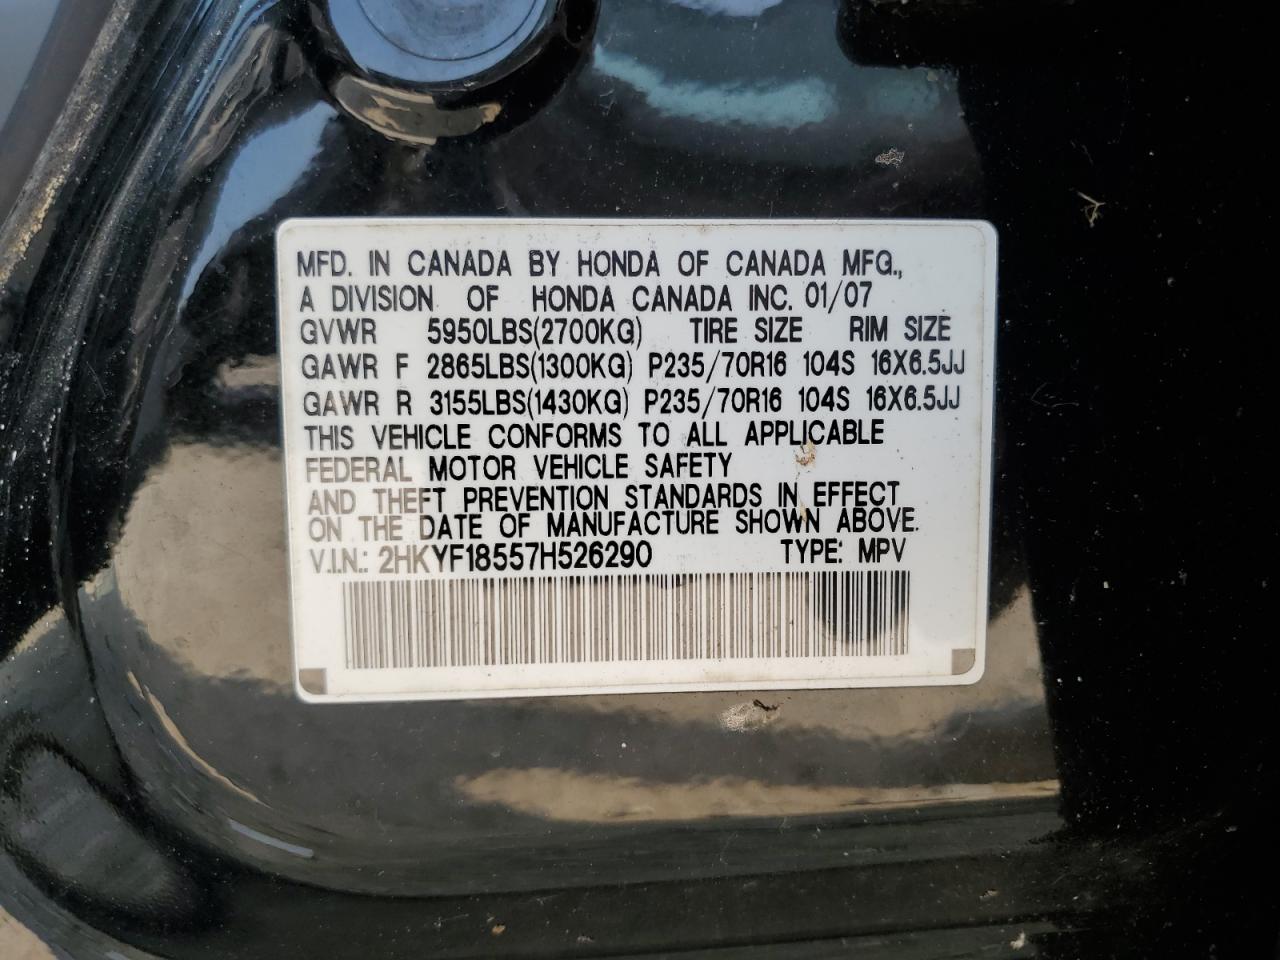 MFD. IN CANADA BY HONDA OF CANADA MFG.,
A DIVISION OF HONDA CANADA INC. 01/07
GVWR 5950LBS(2700KG) TIRE SIZE RIM SIZE
GAWR F 2865LBS(1300KG) P235/70R16 104S 16X6.5JJ
GAWR R 3155LBS(1430KG) P235/70R16 104S 16X6.5JJ
THIS VEHICLE CONFORMS TO ALL APPLICABLE
FEDERAL MOTOR VEHICLE SAFETY
AND THEFT PREVENTION STANDARDS IN EFFECT
ON THE DATE OF MANUFACTURE SHOWN ABOVE.
V.I.N.: 2HKYF18557H526290 TYPE: MPV